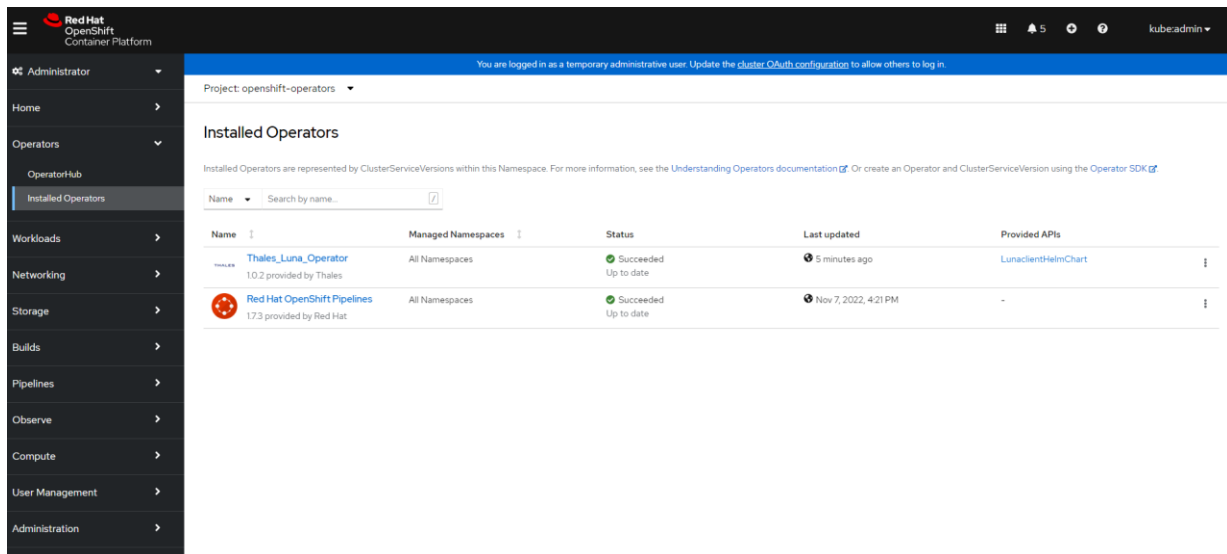 Red Hat
OpenShift
Container Platform
5
kube:admin
Administrator
You are logged in as a temporary administrative user. Update the cluster OAuth configuration to allow others to log in.
Project: openshift-operators
Home
Operators
OperatorHub
Installed Operators
Workloads
Networking
Storage
Builds
Pipelines
Observe
Compute
User Management
Administration
Installed Operators
Installed Operators are represented by ClusterServiceVersions within this Namespace. For more information, see the Understanding Operators documentation. Or create an Operator and ClusterServiceVersion using the Operator SDK.
Name Search by name... /
Name Managed Namespaces Status Last updated Provided APIs
THALES Thales_Luna_Operator All Namespaces Succeeded 5 minutes ago LunaclientHelmChart
1.0.2 provided by Thales Up to date
Red Hat OpenShift Pipelines All Namespaces Succeeded Nov 7, 2022, 4:21 PM -
1.7.3 provided by Red Hat Up to date